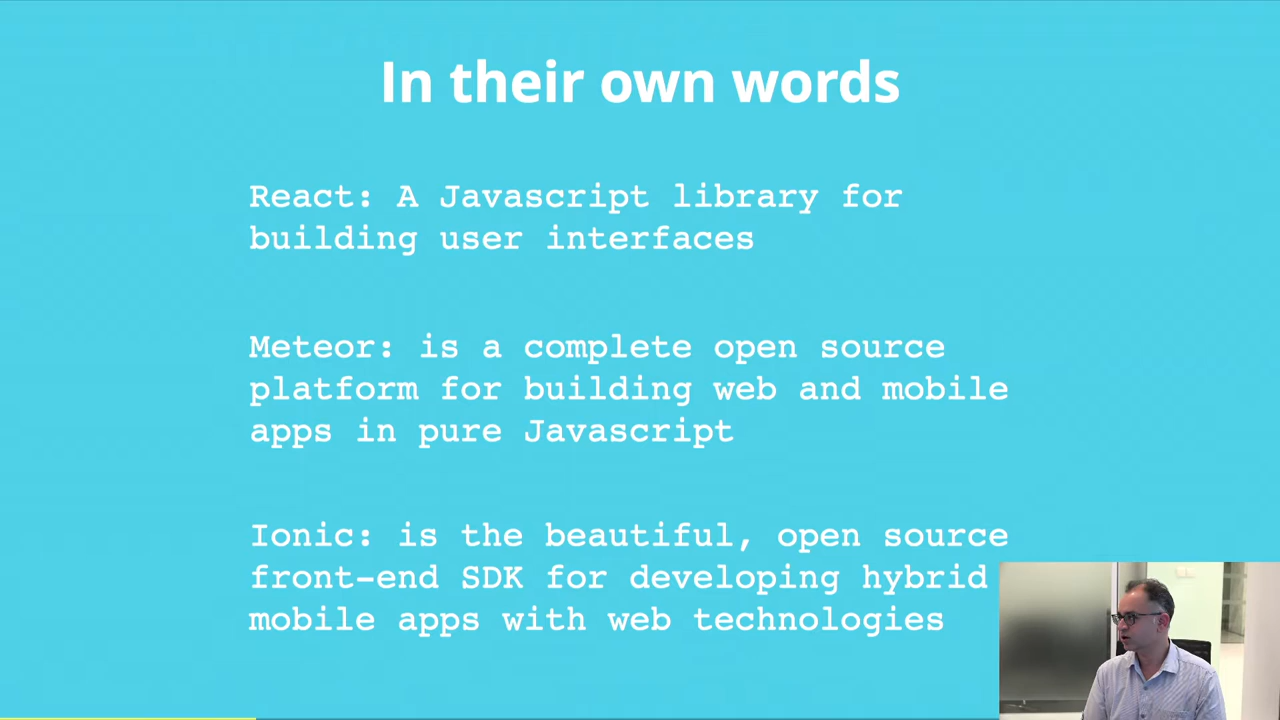 In their own words
React: A Javascript library for
building user interfaces
Meteor: is a complete open source
platform for building web and mobile
apps in pure Javascript
Ionic: is the beautiful, open source
front-end SDK for developing hybrid
mobile apps with web technologies